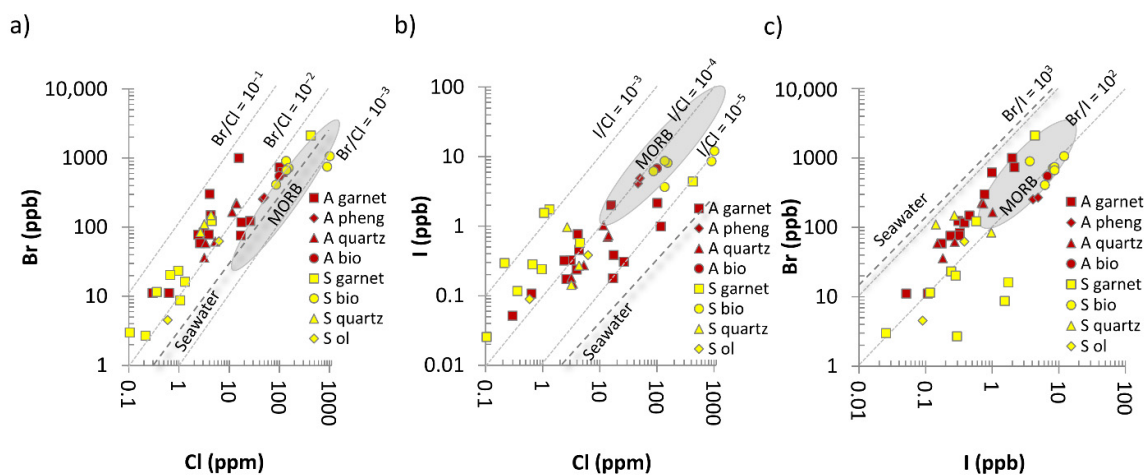 a)
Br (ppb)
10,000
1000
100
10
1
0.1
1
10
100
1000
Cl (ppm)
Br/Cl = 10⁻¹
Br/Cl = 10⁻²
Br/Cl = 10⁻³
MORB
Seawater
A garnet
A pheng
A quartz
A bio
S garnet
S bio
S quartz
S ol
b)
I (ppb)
100
10
1
0.1
0.01
0.1
1
10
100
1000
Cl (ppm)
I/Cl = 10⁻³
I/Cl = 10⁻⁴
I/Cl = 10⁻⁵
MORB
Seawater
A garnet
A pheng
A quartz
A bio
S garnet
S bio
S quartz
S ol
c)
Br (ppb)
10,000
1000
100
10
1
0.01
0.1
1
10
100
I (ppb)
Br/I = 10³
Br/I = 10²
MORB
Seawater
A garnet
A pheng
A quartz
A bio
S garnet
S bio
S quartz
S ol